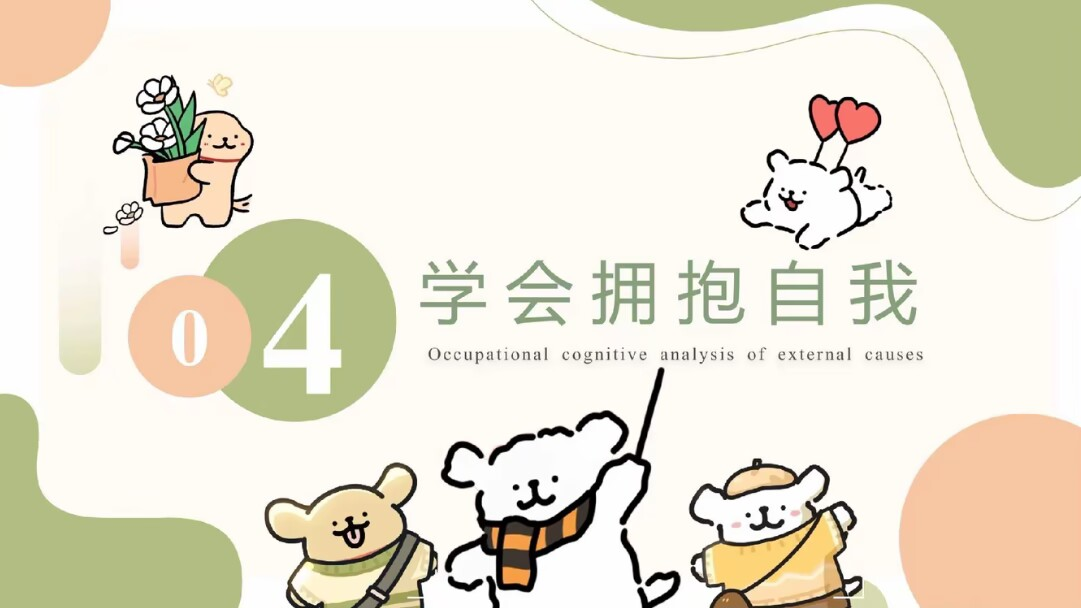 04
学会拥抱自我
Occupational cognitive analysis of external causes